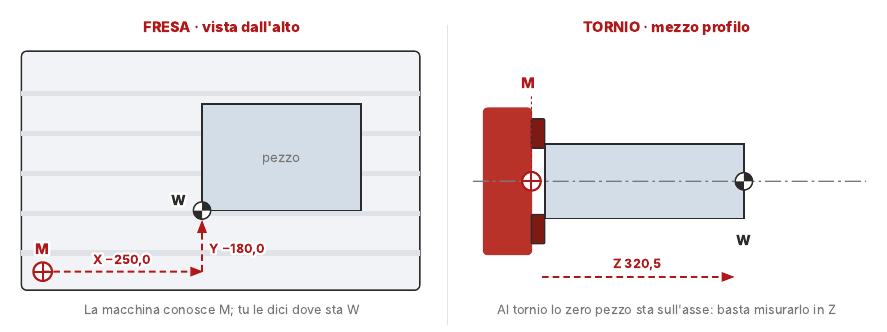 FRESA · vista dall'alto
pezzo
W
M
X −250,0
Y −180,0
La macchina conosce M; tu le dici dove sta W
TORNIO · mezzo profilo
M
W
Z 320,5
Al tornio lo zero pezzo sta sull'asse: basta misurarlo in Z